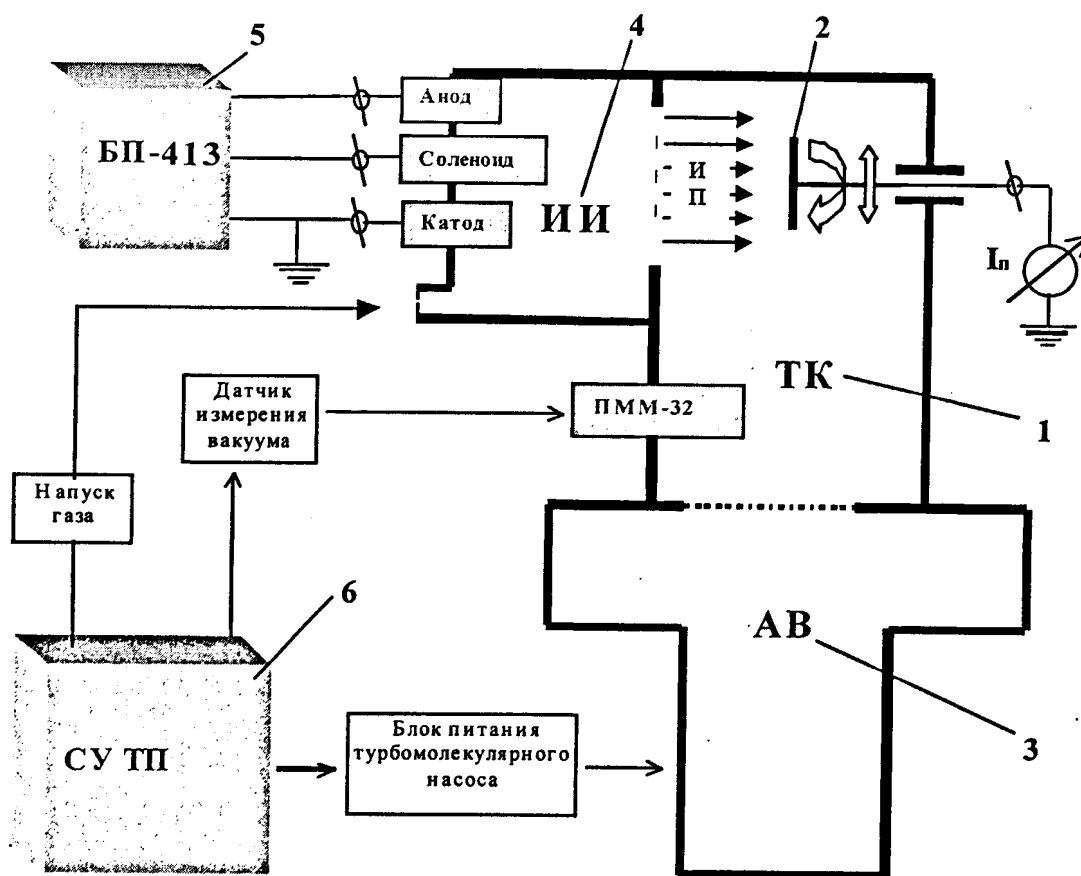 5
4
2
БП-413
Анод
Соленоид
Катод
ИИ
И
П
Iп
ТК
1
Датчик
измерения
вакуума
ПММ-32
Напуск
газа
6
АВ
3
СУ ТП
Блок питания
турбомолекулярного
насоса